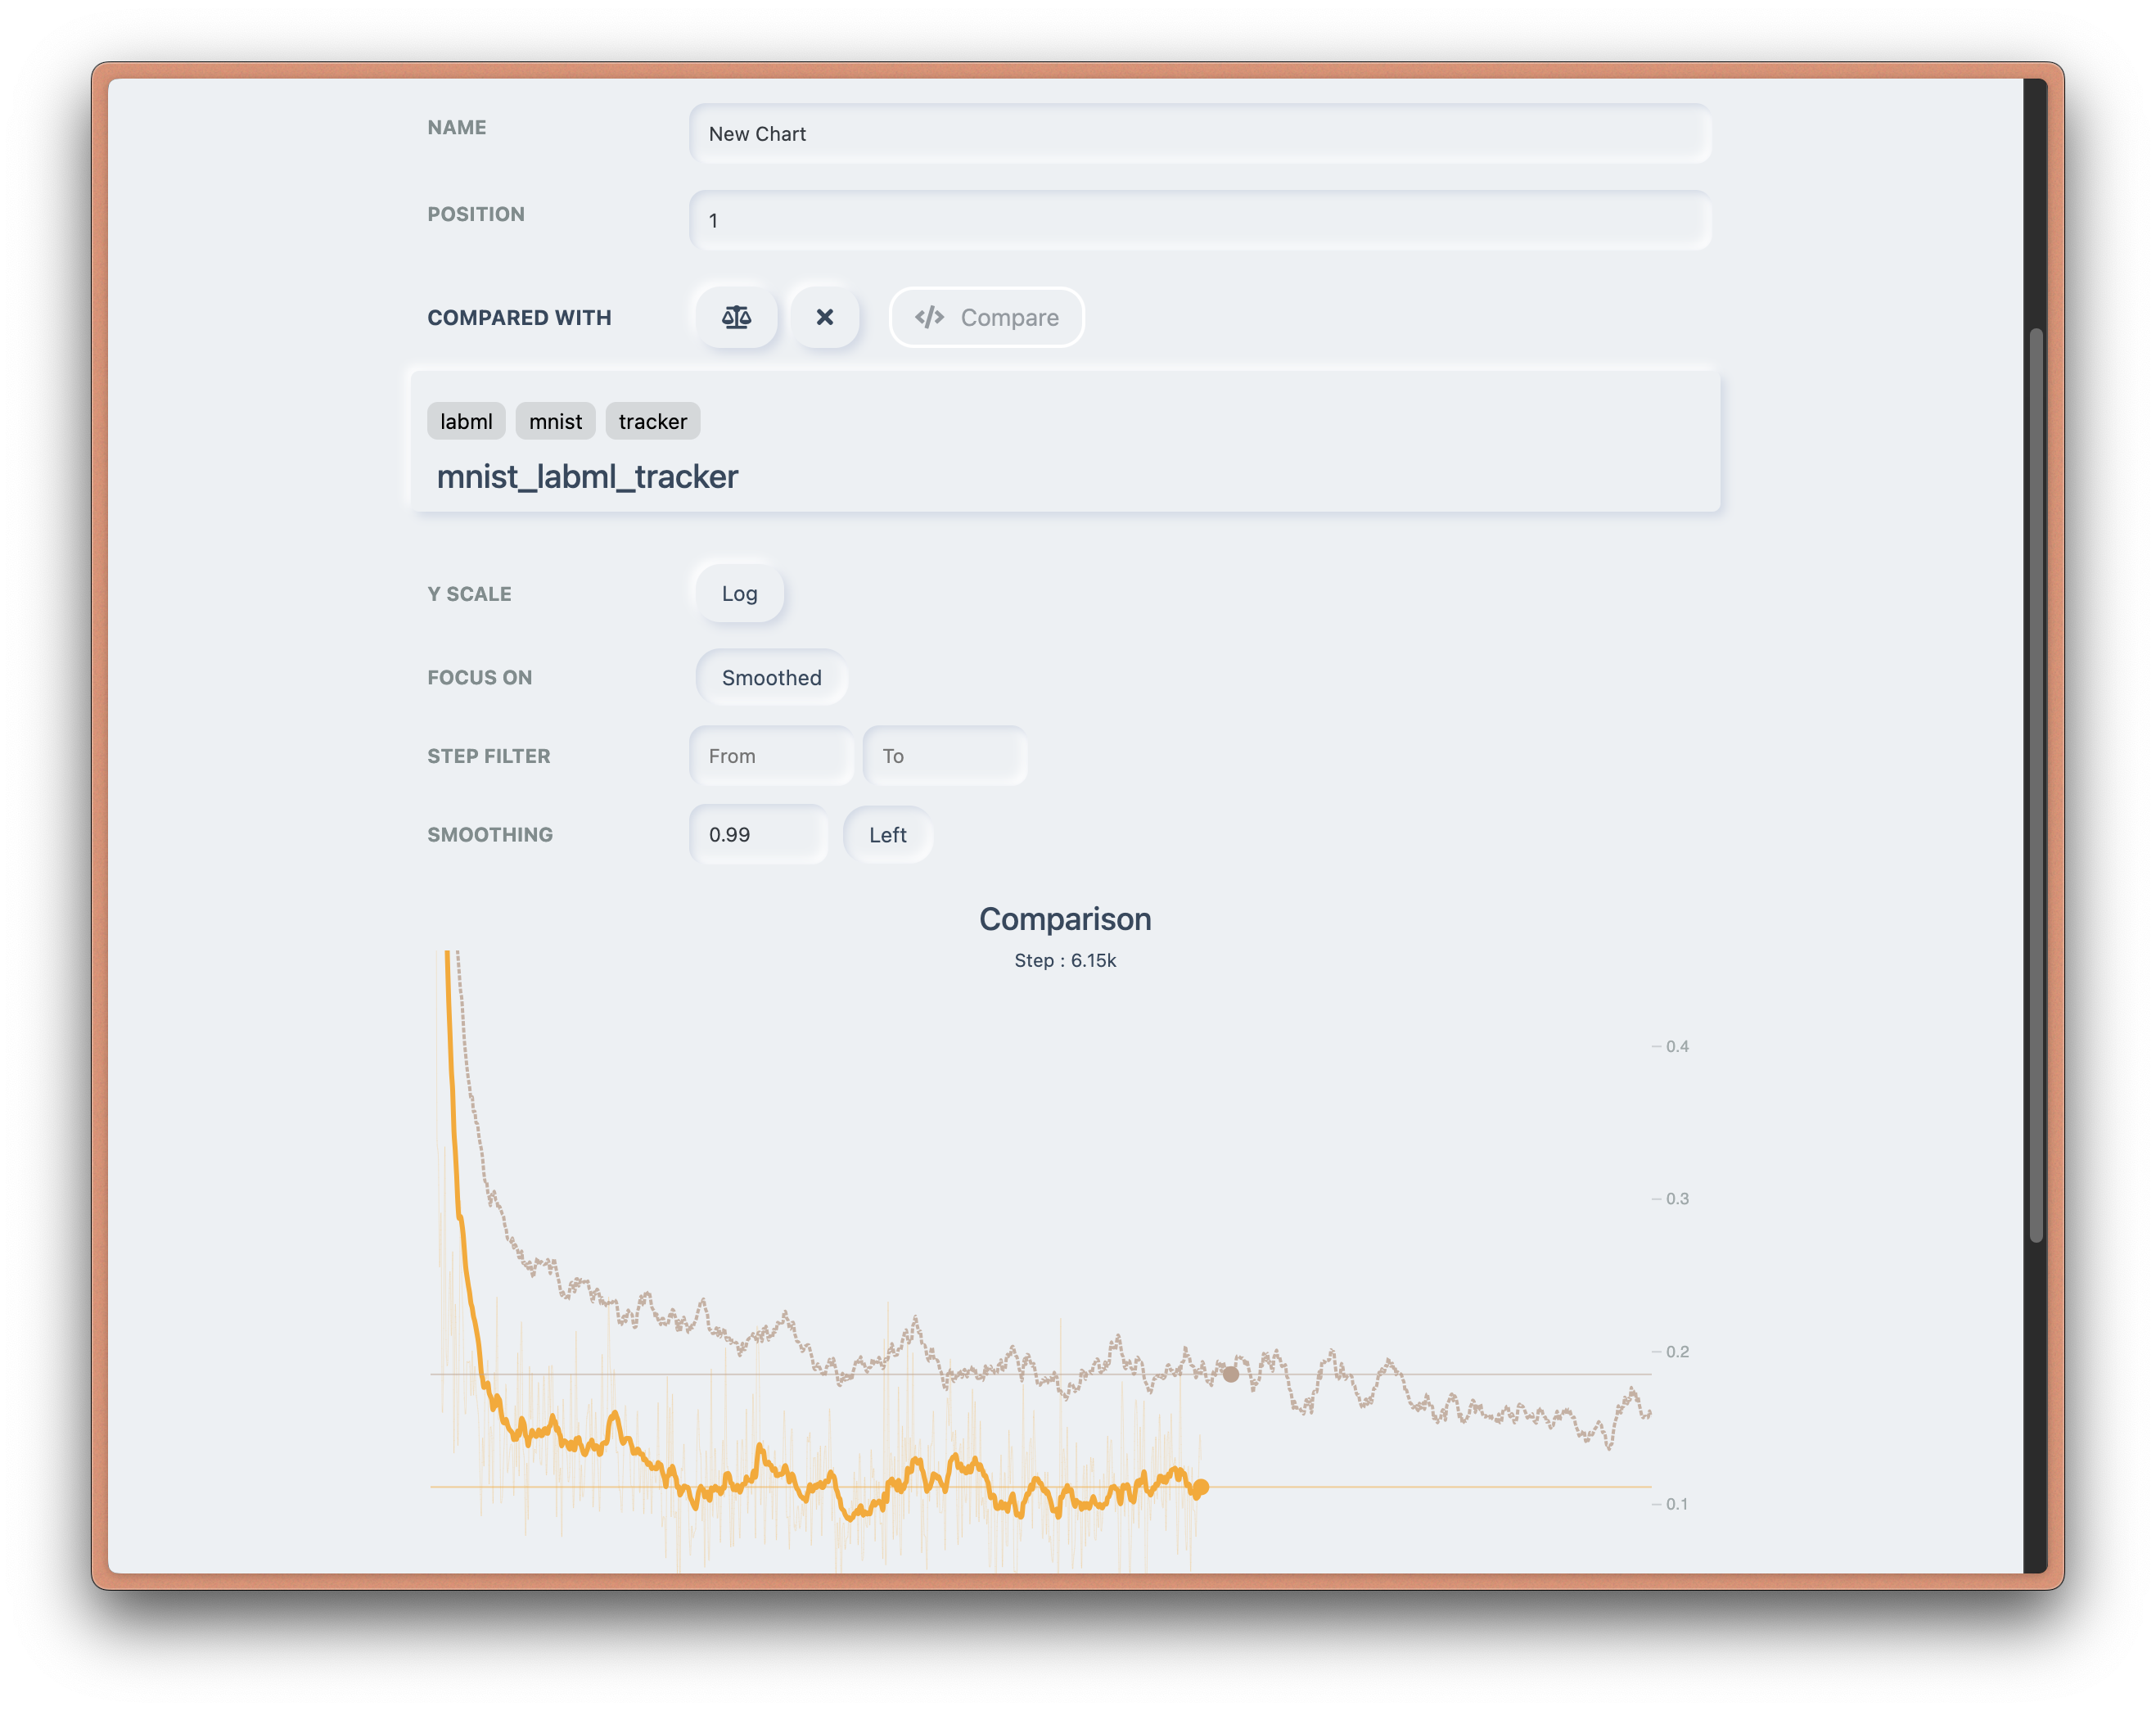 NAME
New Chart
POSITION
1
COMPARED WITH
Compare
labml mnist tracker
mnist_labml_tracker
Y SCALE
Log
FOCUS ON
Smoothed
STEP FILTER
From
To
SMOOTHING
0.99
Left
Comparison
Step : 6.15k
0.4
0.3
0.2
0.1